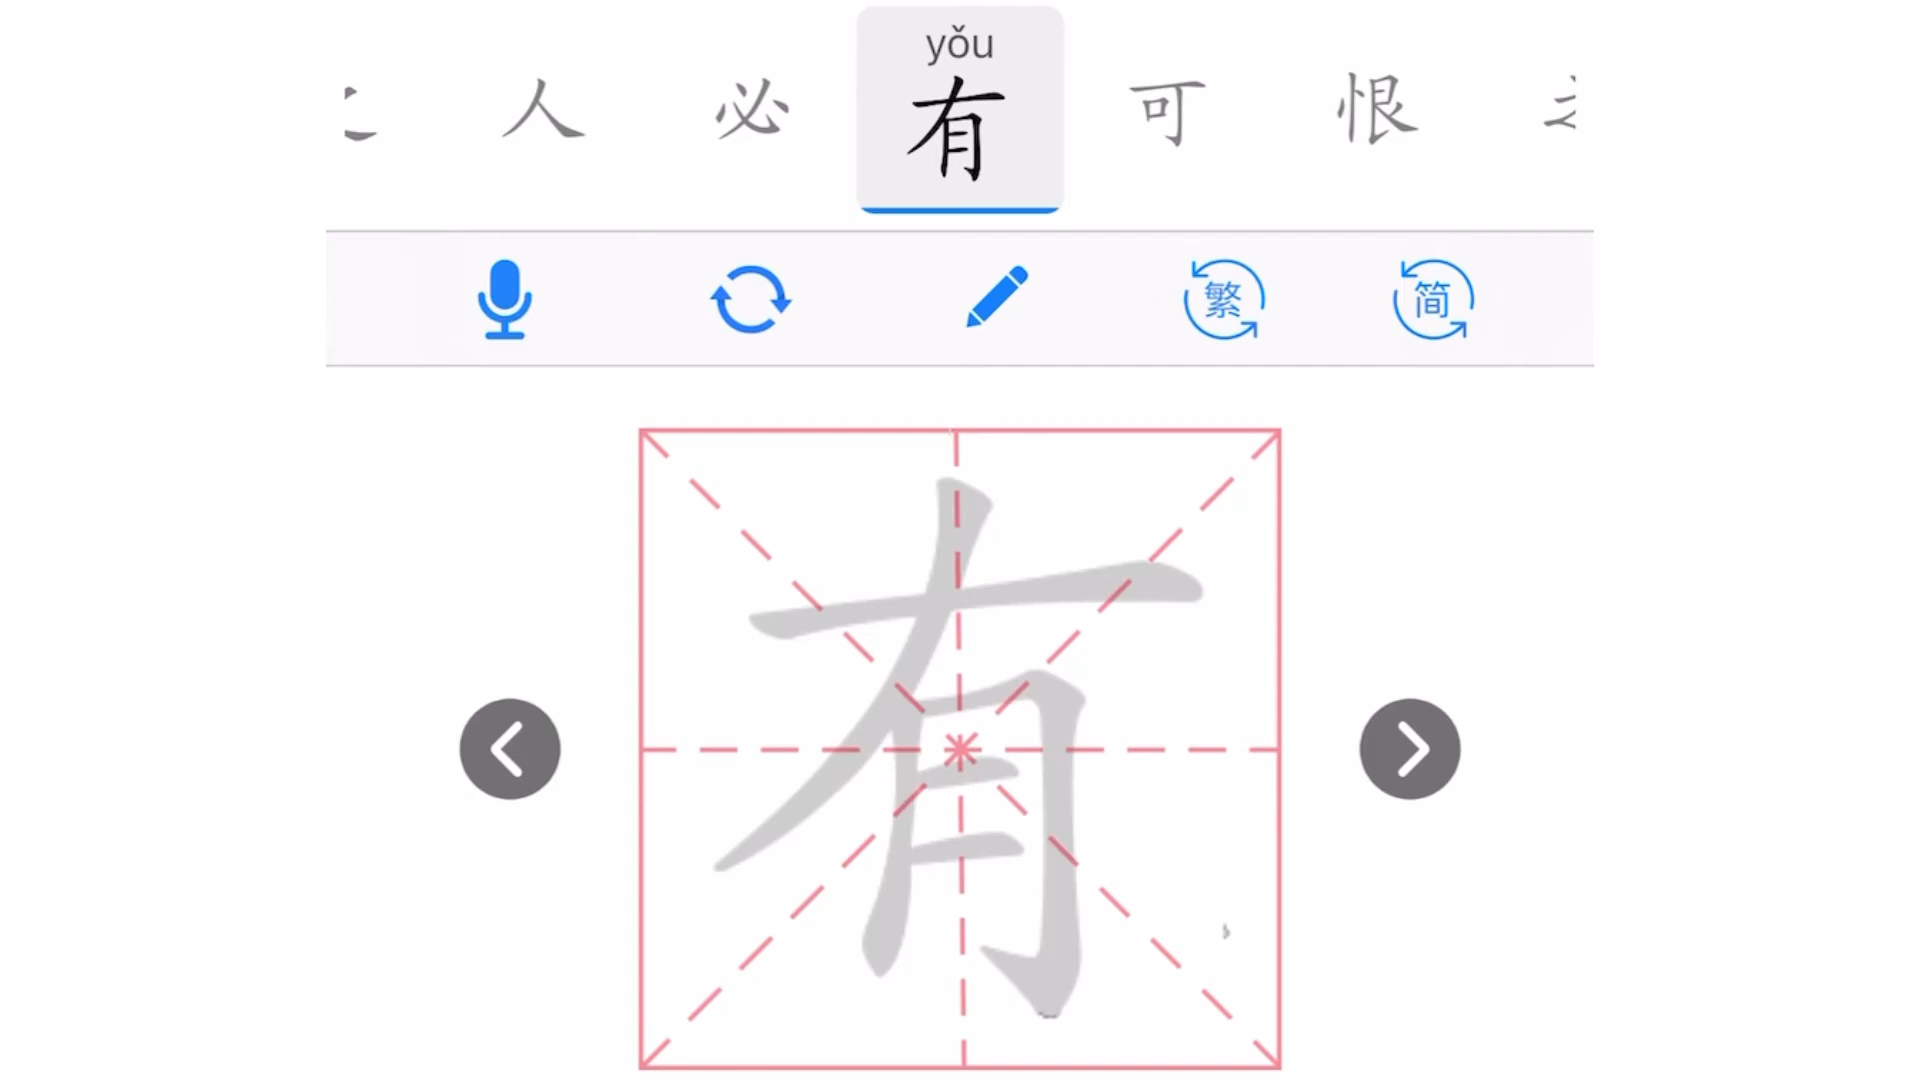 yǒu
人 必 有 可 恨
繁 简
有